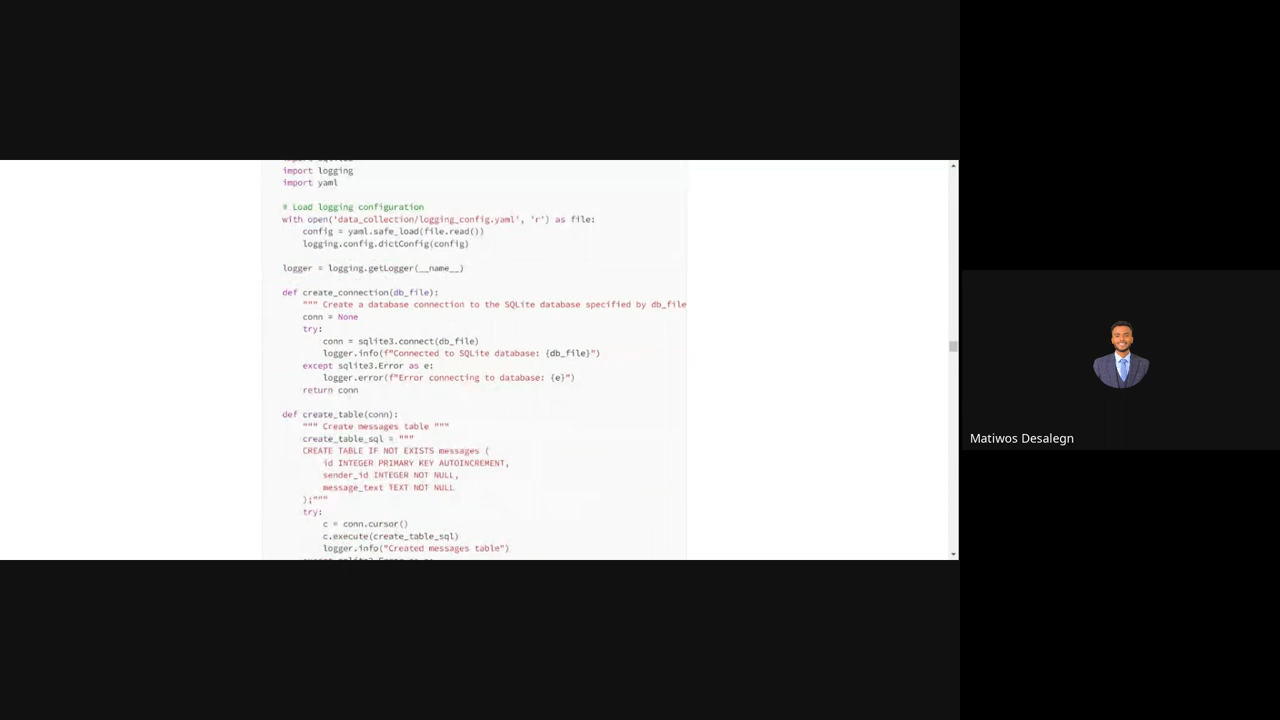 import logging
import yaml
# Load logging configuration
with open('data_collection/logging_config.yaml', 'r') as file:
config = yaml.safe_load(file.read())
logging.config.dictConfig(config)
logger = logging.getLogger(__name__)
def create_connection(db_file):
""" Create a database connection to the SQLite database specified by db_file
conn = None
try:
conn = sqlite3.connect(db_file)
logger.info(f"Connected to SQLite database: {db_file}")
except sqlite3.Error as e:
logger.error(f"Error connecting to database: {e}")
return conn
def create_table(conn):
""" Create messages table """
create_table_sql = """
CREATE TABLE IF NOT EXISTS messages (
id INTEGER PRIMARY KEY AUTOINCREMENT,
sender_id INTEGER NOT NULL,
message_text TEXT NOT NULL
);"""
try:
c = conn.cursor()
c.execute(create_table_sql)
logger.info("Created messages table")
Matiwos Desalegn